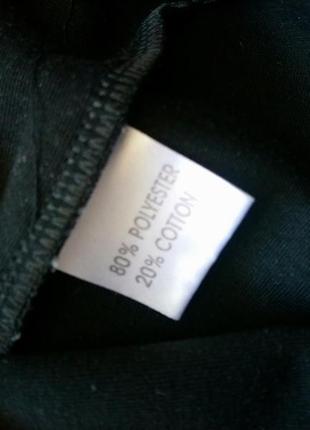 80% POLYESTER
20% COTTON